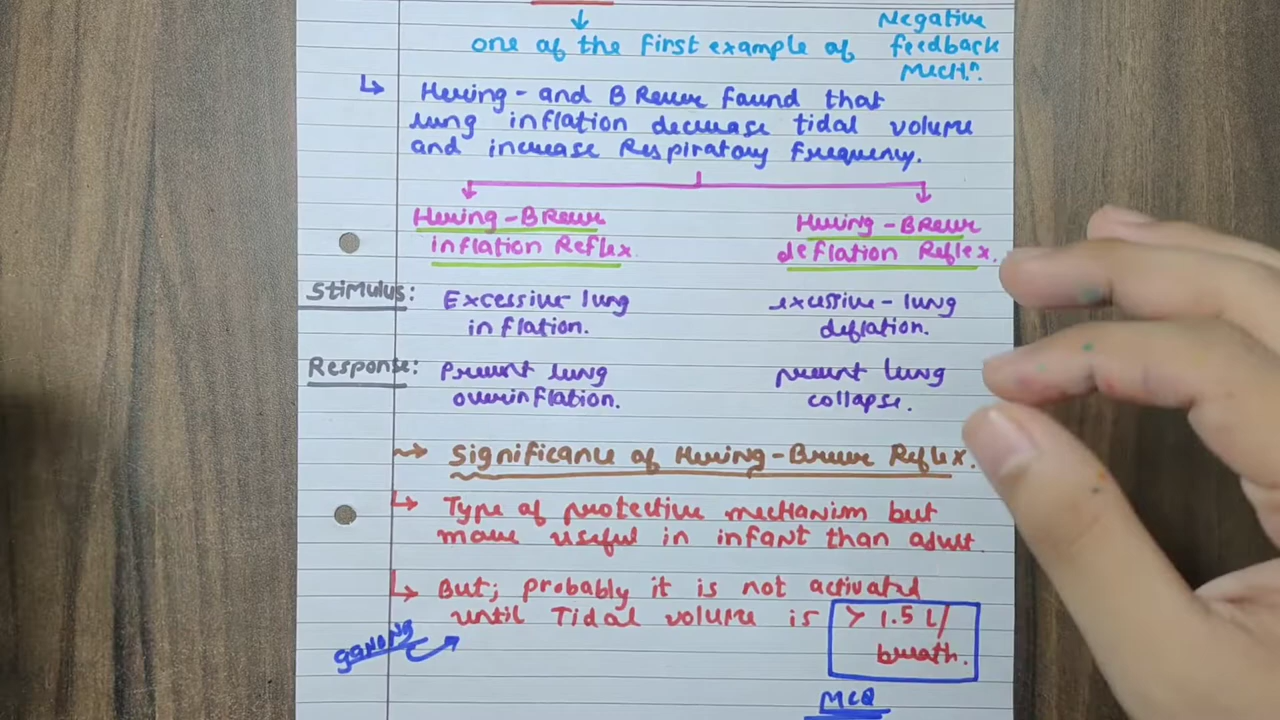 Negative
one of the first example of feedback
Mech.ⁿ.
↳ Hering - and BReuer found that
lung inflation decrease tidal volume
and increase Respiratory frequency.
Hering - BReuer
inflation Reflex.
Hering - BReuer
deflation Reflex.
Stimulus: Excessive lung
inflation.
excessive - lung
deflation.
Response: Prevent lung
overinflation.
prevent lung
collapse.
Significance of Hering - Breuer Reflex.
↳ Type of protective mechanism but
more useful in infant than adult.
↳ But; probably it is not activated
until Tidal volume is > 1.5 L/
breath.
ganong
MCQ